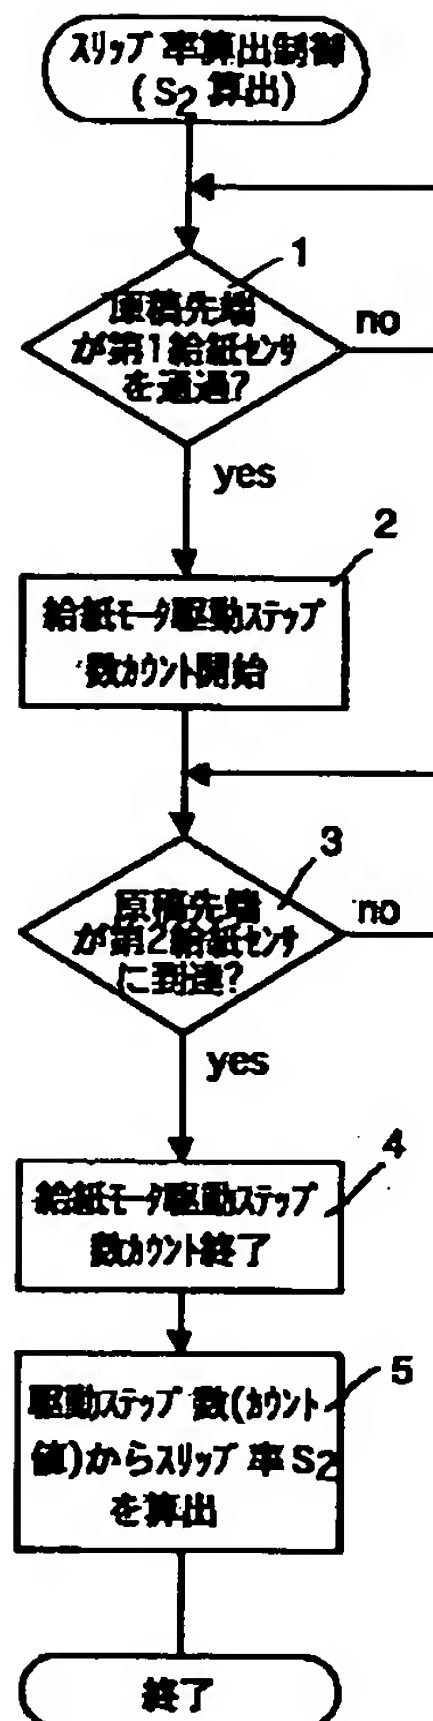 スリップ率算出制御
(S₂算出)
1
原稿先端
が第1給紙センサ
を通過?
no
yes
2
給紙モータ駆動ステップ
数カウント開始
3
原稿先端
が第2給紙センサ
に到達?
no
yes
4
給紙モータ駆動ステップ
数カウント終了
5
駆動ステップ数(カウント
値)からスリップ率S₂
を算出
終了